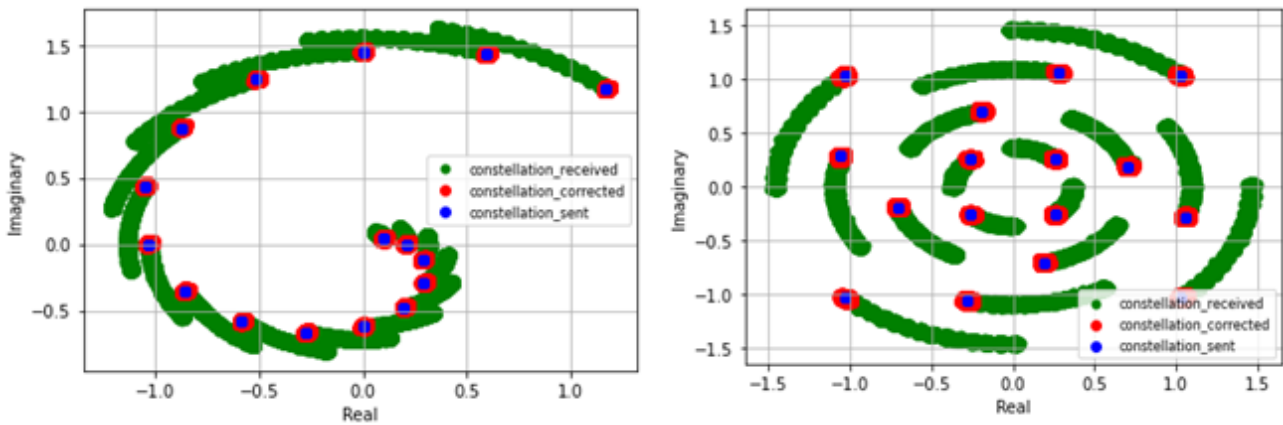 1.5
1.0
0.5
0.0
−0.5
Imaginary
constellation_received
constellation_corrected
constellation_sent
−1.0 −0.5 0.0 0.5 1.0
Real
1.5
1.0
0.5
0.0
−0.5
−1.0
−1.5
Imaginary
constellation_received
constellation_corrected
constellation_sent
−1.5 −1.0 −0.5 0.0 0.5 1.0 1.5
Real